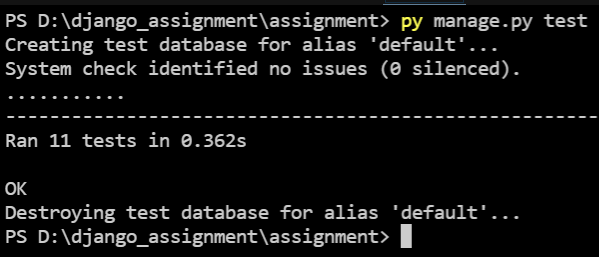 PS D:\django_assignment\assignment> py manage.py test
Creating test database for alias 'default'...
System check identified no issues (0 silenced).
...........
----------------------------------------------------------------------
Ran 11 tests in 0.362s
OK
Destroying test database for alias 'default'...
PS D:\django_assignment\assignment>